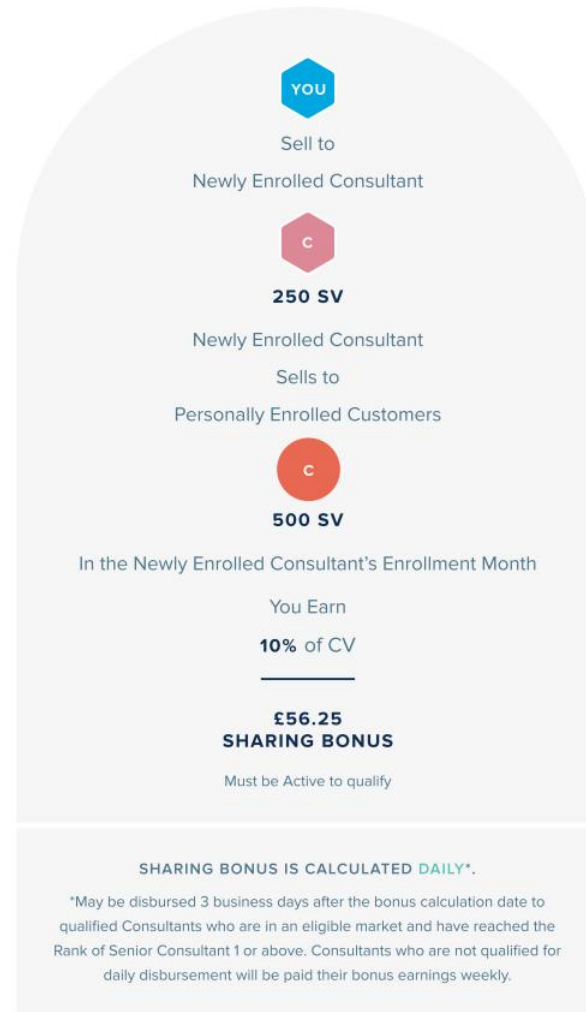 YOU
Sell to
Newly Enrolled Consultant
C
250 SV
Newly Enrolled Consultant
Sells to
Personally Enrolled Customers
C
500 SV
In the Newly Enrolled Consultant's Enrollment Month
You Earn
10% of CV
£56.25
SHARING BONUS
Must be Active to qualify
SHARING BONUS IS CALCULATED DAILY*.
*May be disbursed 3 business days after the bonus calculation date to
qualified Consultants who are in an eligible market and have reached the
Rank of Senior Consultant 1 or above. Consultants who are not qualified for
daily disbursement will be paid their bonus earnings weekly.